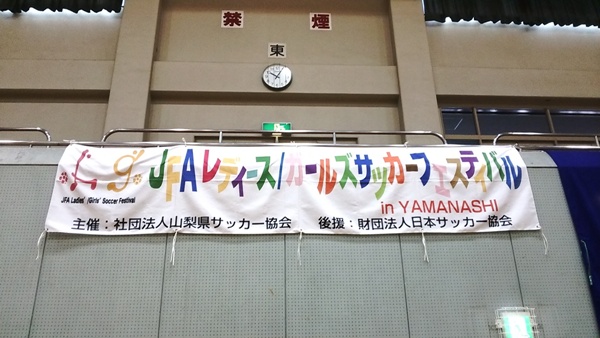 禁 煙
東
JFAレディース/ガールズサッカーフェスティバル
JFA Ladies' /Girls' Soccer Festival
in YAMANASHI
主催：社団法人山梨県サッカー協会 後援：財団法人日本サッカー協会